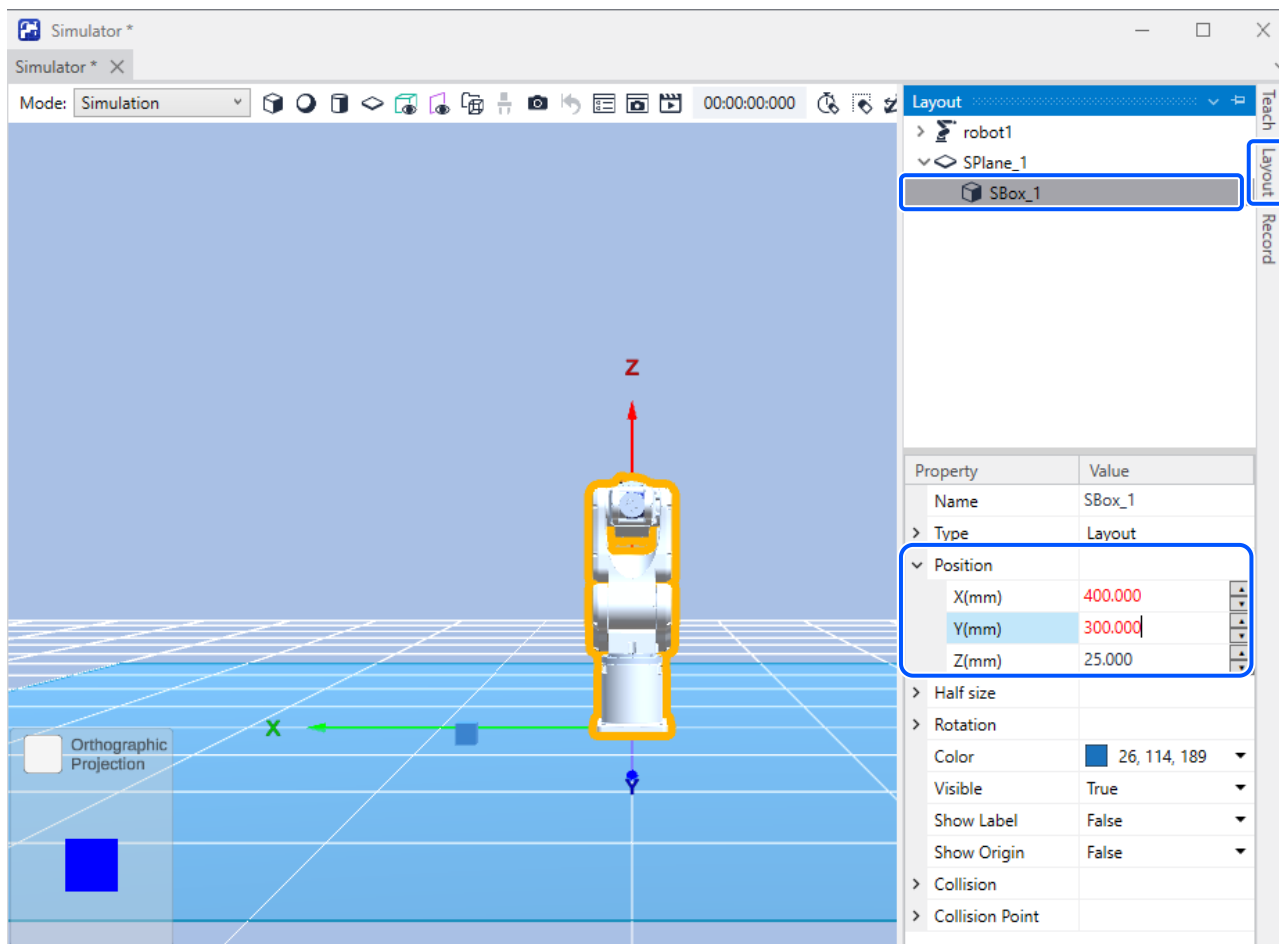 Simulator *
Simulator *
Mode: Simulation 00:00:00:000
Layout
robot1
SPlane_1
SBox_1
Teach
Layout
Record
Z
X
Y
Orthographic
Projection
Property Value
Name SBox_1
Type Layout
Position
X(mm) 400.000
Y(mm) 300.000
Z(mm) 25.000
Half size
Rotation
Color 26, 114, 189
Visible True
Show Label False
Show Origin False
Collision
Collision Point